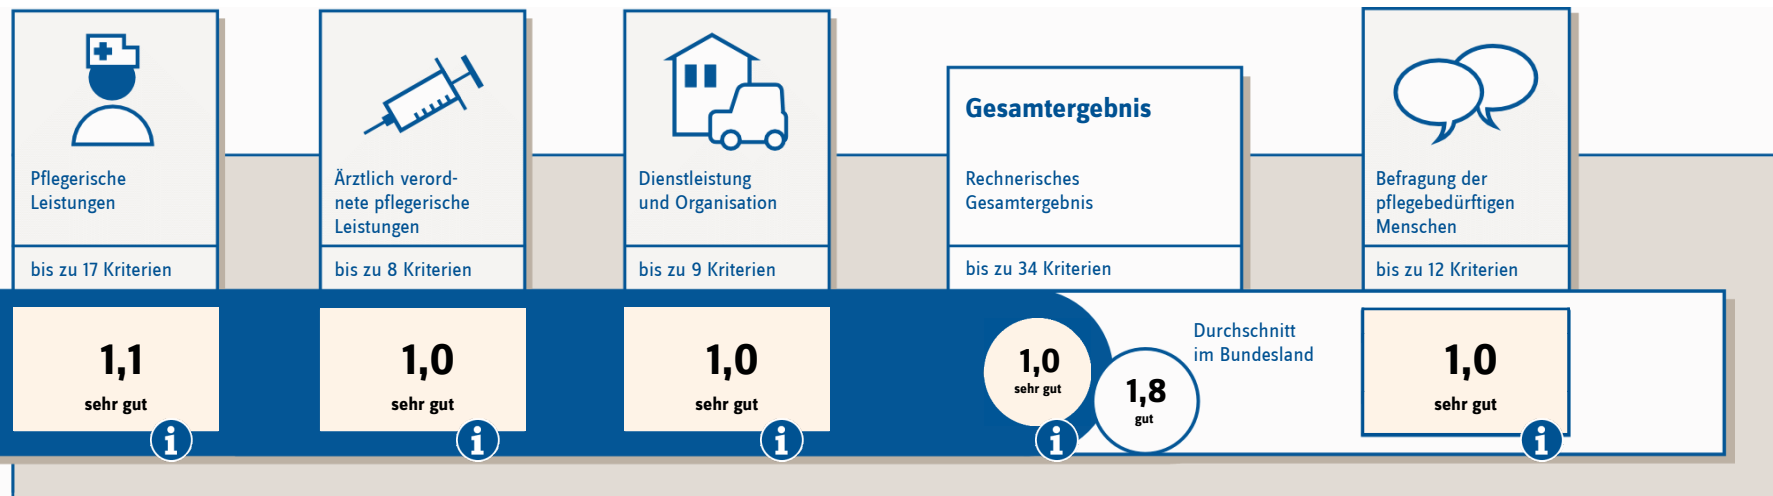 Pflegerische
Leistungen
bis zu 17 Kriterien
1,1
sehr gut
i
Ärztlich verord-
nete pflegerische
Leistungen
bis zu 8 Kriterien
1,0
sehr gut
i
Dienstleistung
und Organisation
bis zu 9 Kriterien
1,0
sehr gut
i
Gesamtergebnis
Rechnerisches
Gesamtergebnis
bis zu 34 Kriterien
1,0
sehr gut
i
1,8
gut
Durchschnitt
im Bundesland
Befragung der
pflegebedürftigen
Menschen
bis zu 12 Kriterien
1,0
sehr gut
i